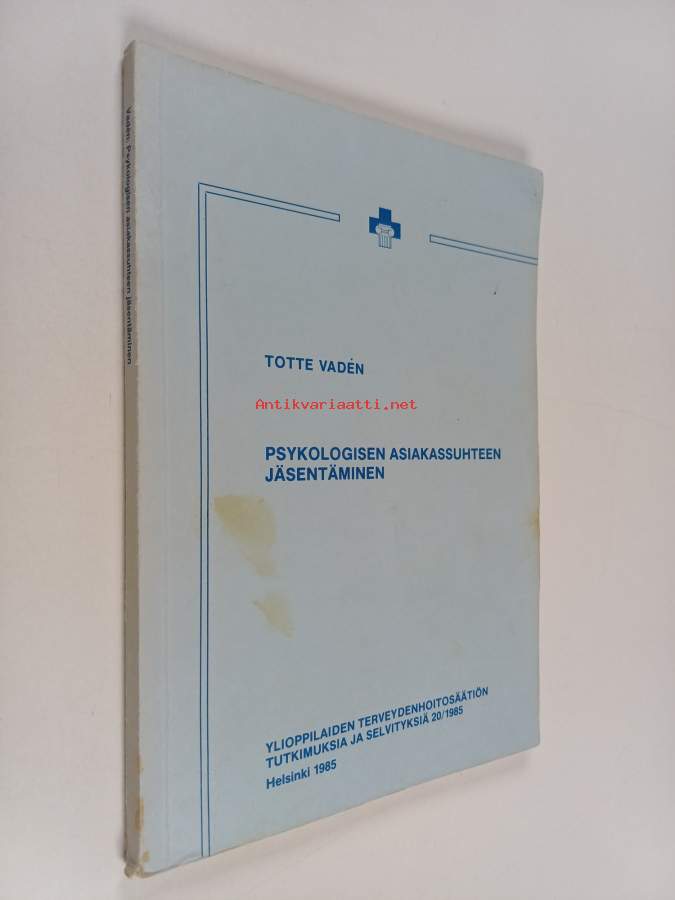 Vadén: Psykologisen asiakassuhteen jäsentäminen
TOTTE VADÉN
Antikvariaatti.net
PSYKOLOGISEN ASIAKASSUHTEEN
JÄSENTÄMINEN
YLIOPPILAIDEN TERVEYDENHOITOSÄÄTIÖN
TUTKIMUKSIA JA SELVITYKSIÄ 20/1985
Helsinki 1985